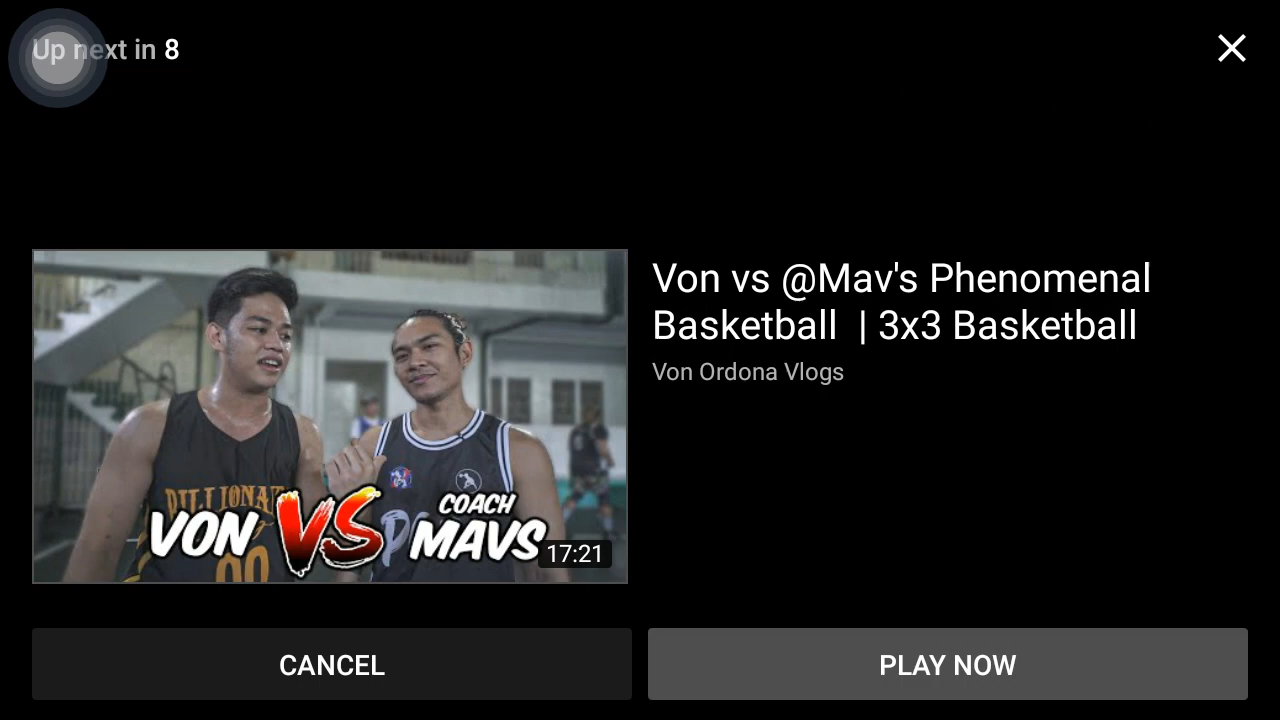 Up next in 8
Von vs @Mav's Phenomenal
Basketball | 3x3 Basketball
Von Ordona Vlogs
VON VS COACH MAVS
17:21
CANCEL
PLAY NOW